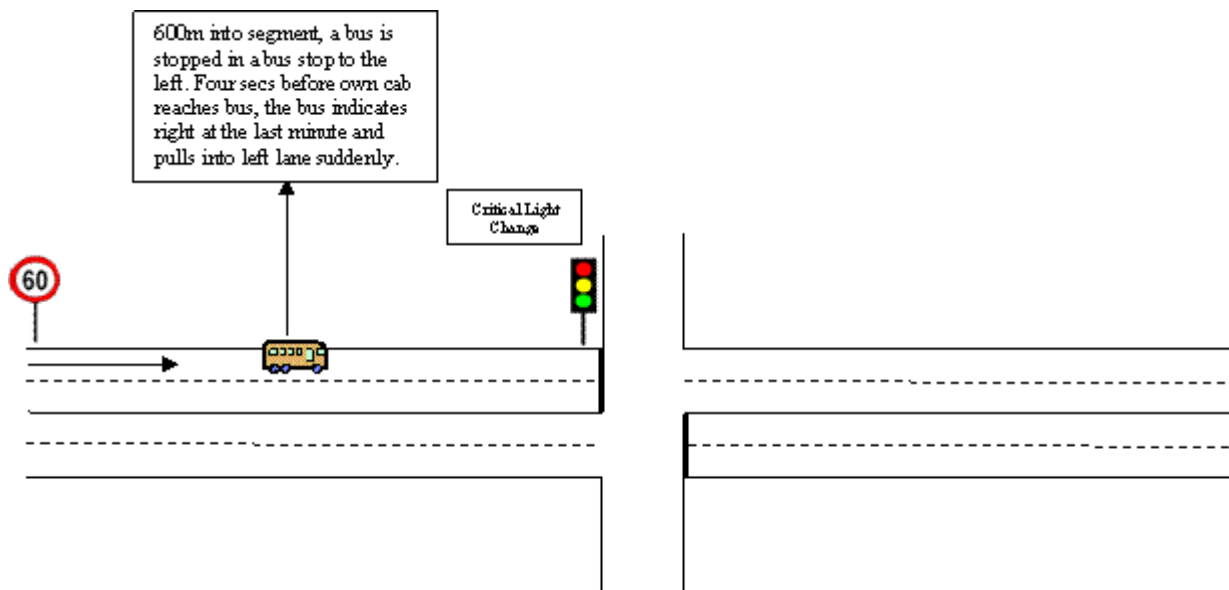 600m into segment, a bus is
stopped in a bus stop to the
left. Four secs before own cab
reaches bus, the bus indicates
right at the last minute and
pulls into left lane suddenly.
Critical Light
Change
60